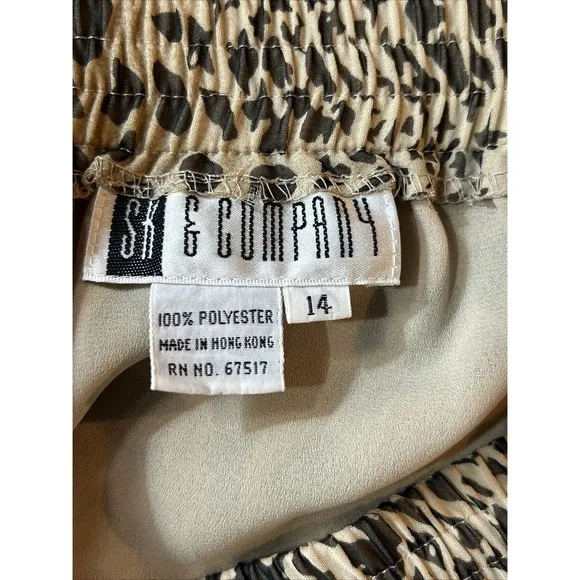 SK & COMPANY
14
100% POLYESTER
MADE IN HONG KONG
RN NO. 67517